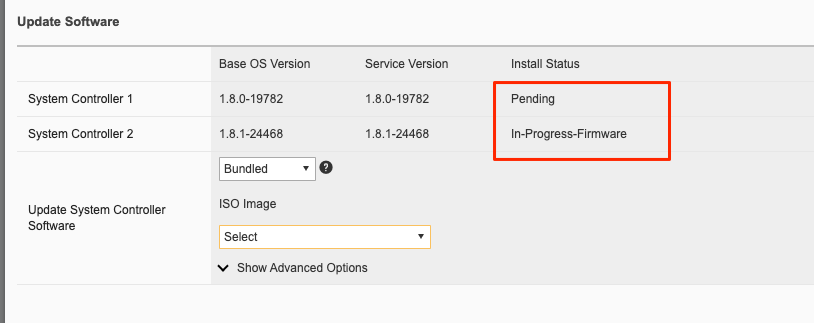 Update Software
Base OS Version Service Version Install Status
System Controller 1 1.8.0-19782 1.8.0-19782 Pending
System Controller 2 1.8.1-24468 1.8.1-24468 In-Progress-Firmware
Bundled ?
ISO Image
Update System Controller
Software
Select
Show Advanced Options